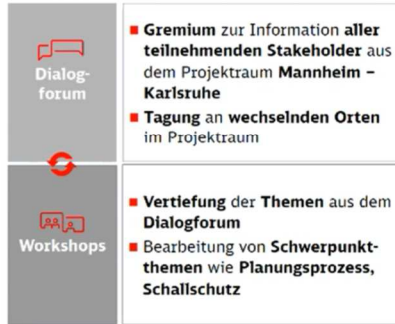 Dialog-
forum
■ Gremium zur Information aller
teilnehmenden Stakeholder aus
dem Projektraum Mannheim –
Karlsruhe
■ Tagung an wechselnden Orten
im Projektraum
Workshops
■ Vertiefung der Themen aus dem
Dialogforum
■ Bearbeitung von Schwerpunkt-
themen wie Planungsprozess,
Schallschutz